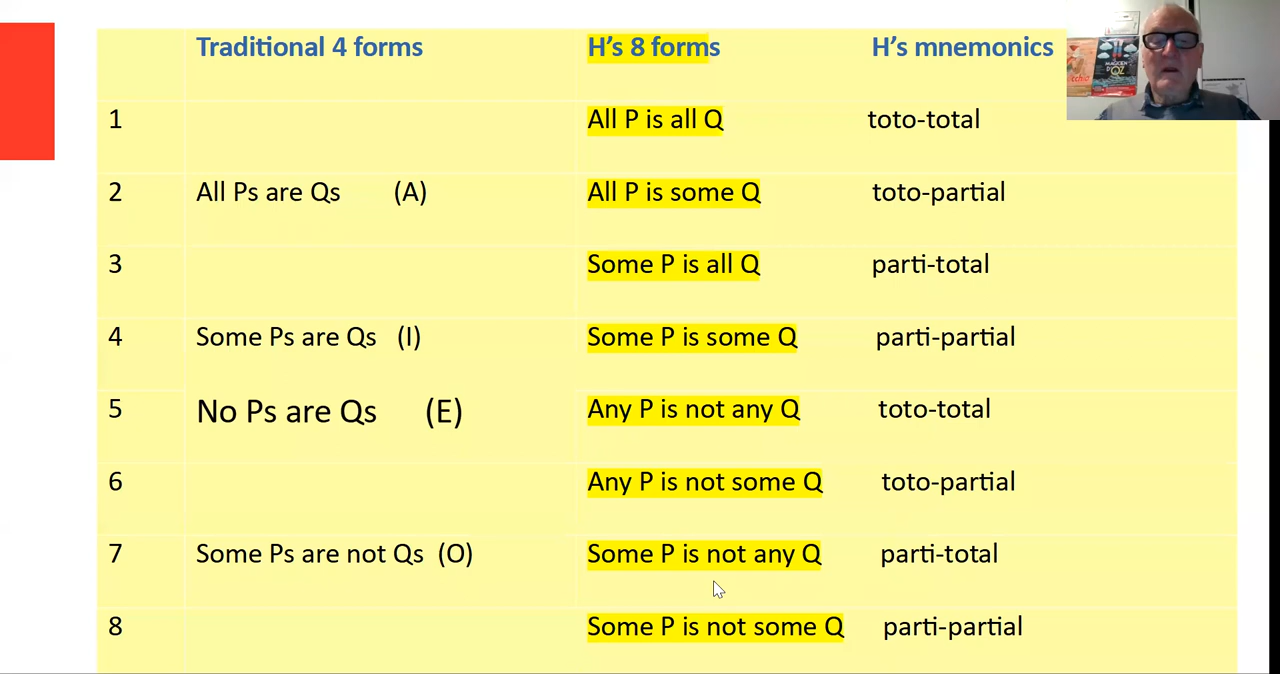 Traditional 4 forms H’s 8 forms H’s mnemonics
1 All P is all Q toto-total
2 All Ps are Qs (A) All P is some Q toto-partial
3 Some P is all Q parti-total
4 Some Ps are Qs (I) Some P is some Q parti-partial
5 No Ps are Qs (E) Any P is not any Q toto-total
6 Any P is not some Q toto-partial
7 Some Ps are not Qs (O) Some P is not any Q parti-total
8 Some P is not some Q parti-partial
MAGICIEN
D'OZ